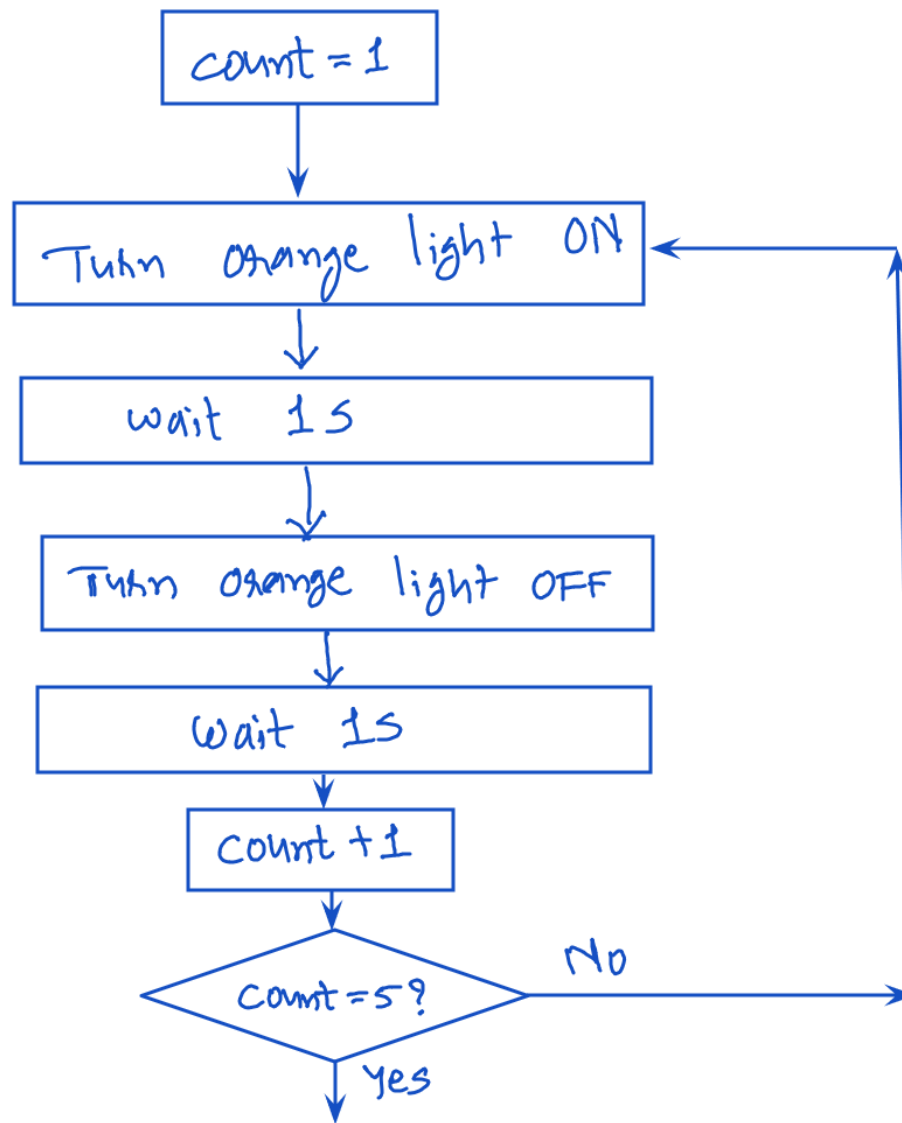 count = 1
Turn orange light ON
wait 1s
Turn orange light OFF
Wait 1s
count +1
count = 5?
No
Yes